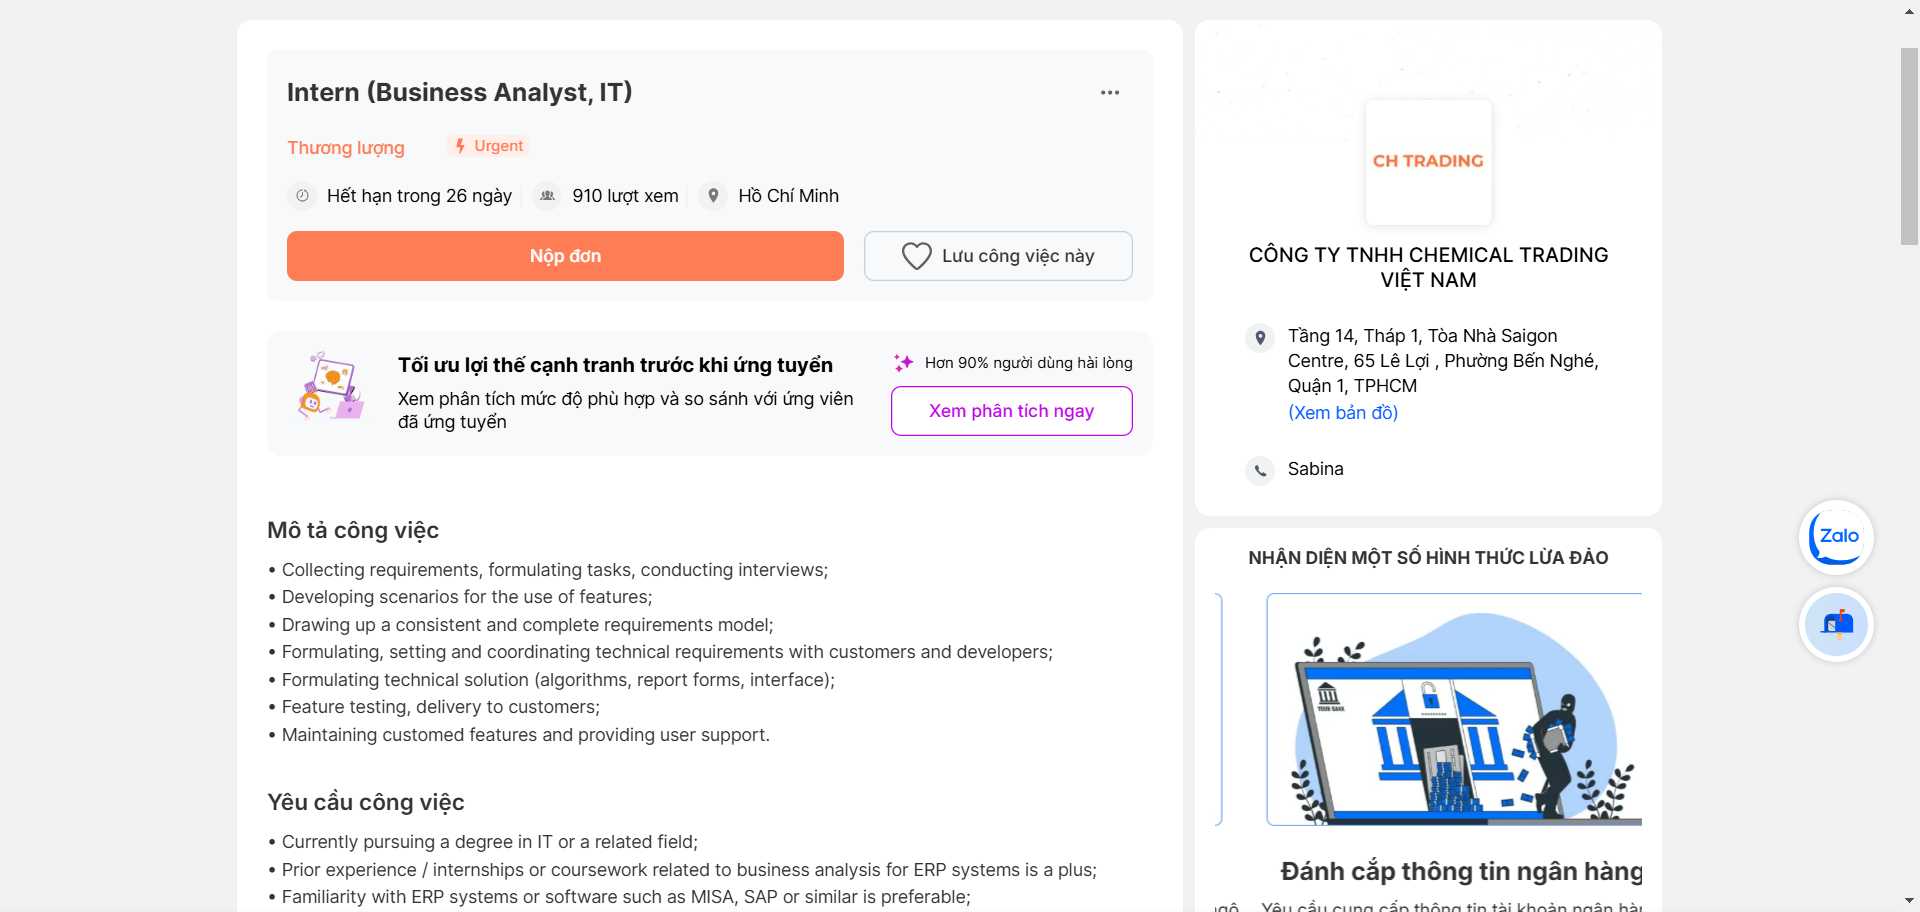 Intern (Business Analyst, IT)
Thương lượng
Urgent
Hết hạn trong 26 ngày
910 lượt xem
Hồ Chí Minh
Nộp đơn
Lưu công việc này
Tối ưu lợi thế cạnh tranh trước khi ứng tuyển
Xem phân tích mức độ phù hợp và so sánh với ứng viên
đã ứng tuyển
Hơn 90% người dùng hài lòng
Xem phân tích ngay
Mô tả công việc
• Collecting requirements, formulating tasks, conducting interviews;
• Developing scenarios for the use of features;
• Drawing up a consistent and complete requirements model;
• Formulating, setting and coordinating technical requirements with customers and developers;
• Formulating technical solution (algorithms, report forms, interface);
• Feature testing, delivery to customers;
• Maintaining customed features and providing user support.
Yêu cầu công việc
• Currently pursuing a degree in IT or a related field;
• Prior experience / internships or coursework related to business analysis for ERP systems is a plus;
• Familiarity with ERP systems or software such as MISA, SAP or similar is preferable;
CH TRADING
CÔNG TY TNHH CHEMICAL TRADING
VIỆT NAM
Tầng 14, Tháp 1, Tòa Nhà Saigon
Centre, 65 Lê Lợi , Phường Bến Nghé,
Quận 1, TPHCM
(Xem bản đồ)
Sabina
NHẬN DIỆN MỘT SỐ HÌNH THỨC LỪA ĐẢO
YOUR BANK
Đánh cắp thông tin ngân hàng
Yêu cầu cung cấp thông tin tài khoản ngân
Zalo